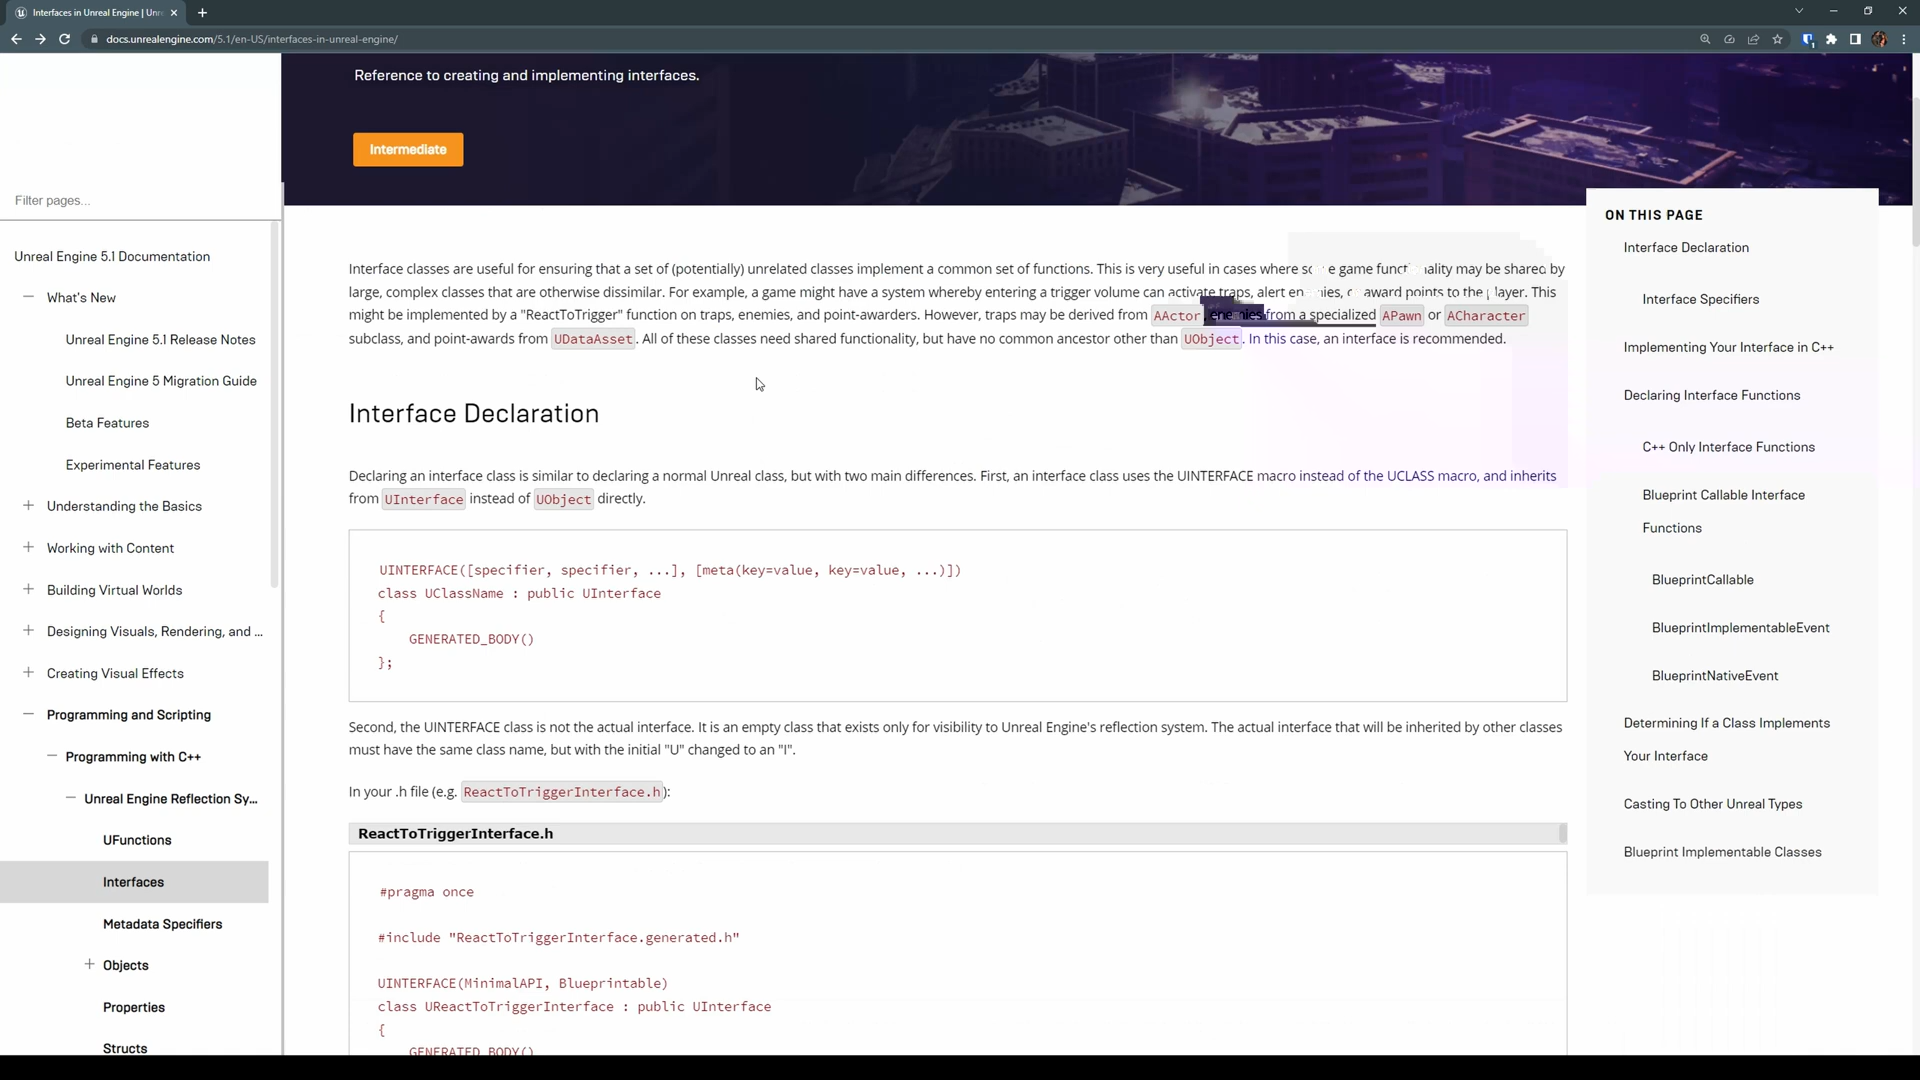 Interfaces in Unreal Engine | Unr
docs.unrealengine.com/5.1/en-US/interfaces-in-unreal-engine/
Reference to creating and implementing interfaces.
Intermediate
Filter pages...
Unreal Engine 5.1 Documentation
What's New
Unreal Engine 5.1 Release Notes
Unreal Engine 5 Migration Guide
Beta Features
Experimental Features
Understanding the Basics
Working with Content
Building Virtual Worlds
Designing Visuals, Rendering, and ...
Creating Visual Effects
Programming and Scripting
Programming with C++
Unreal Engine Reflection Sy...
UFunctions
Interfaces
Metadata Specifiers
Objects
Properties
Structs
Interface classes are useful for ensuring that a set of (potentially) unrelated classes implement a common set of functions. This is very useful in cases where game functionality may be shared by
large, complex classes that are otherwise dissimilar. For example, a game might have a system whereby entering a trigger volume can activate traps, alert award points to the player. This
might be implemented by a "ReactToTrigger" function on traps, enemies, and point-awarders. However, traps may be derived from AActor, enemies from a specialized APawn or ACharacter
subclass, and point-awards from UDataAsset. All of these classes need shared functionality, but have no common ancestor other than UObject. In this case, an interface is recommended.
Interface Declaration
Declaring an interface class is similar to declaring a normal Unreal class, but with two main differences. First, an interface class uses the UINTERFACE macro instead of the UCLASS macro, and inherits
from UInterface instead of UObject directly.
UINTERFACE([specifier, specifier, ...], [meta(key=value, key=value, ...)])
class UClassName : public UInterface
{
GENERATED_BODY()
};
Second, the UINTERFACE class is not the actual interface. It is an empty class that exists only for visibility to Unreal Engine's reflection system. The actual interface that will be inherited by other classes
must have the same class name, but with the initial "U" changed to an "I".
In your .h file (e.g. ReactToTriggerInterface.h):
ReactToTriggerInterface.h
#pragma once
#include "ReactToTriggerInterface.generated.h"
UINTERFACE(MinimalAPI, Blueprintable)
class UReactToTriggerInterface : public UInterface
{
GENERATED_BODY()
ON THIS PAGE
Interface Declaration
Interface Specifiers
Implementing Your Interface in C++
Declaring Interface Functions
C++ Only Interface Functions
Blueprint Callable Interface
Functions
BlueprintCallable
BlueprintImplementableEvent
BlueprintNativeEvent
Determining If a Class Implements
Your Interface
Casting To Other Unreal Types
Blueprint Implementable Classes